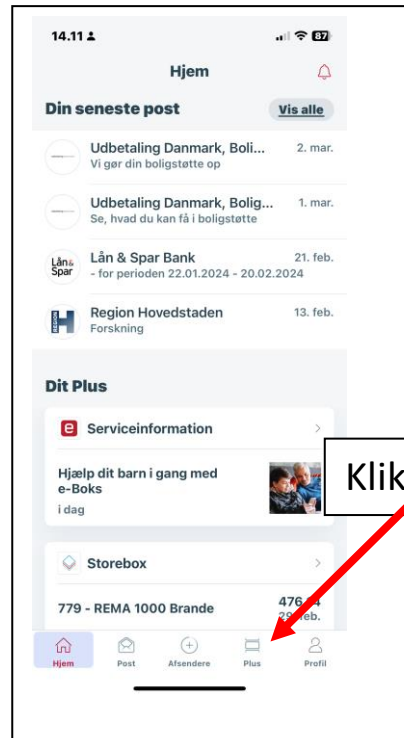 14.11
87
Hjem
Din seneste post
Vis alle
Udbetaling Danmark, Boli...
2. mar.
Vi gør din boligstøtte op
Udbetaling Danmark, Bolig...
1. mar.
Se, hvad du kan få i boligstøtte
Lån & Spar
Lån & Spar Bank
21. feb.
- for perioden 22.01.2024 - 20.02.2024
REGION
Region Hovedstaden
13. feb.
Forskning
Dit Plus
e
Serviceinformation
Hjælp dit barn i gang med
e-Boks
i dag
Klik
Storebox
779 - REMA 1000 Brande
feb.
Hjem
Post
Afsendere
Plus
Profil